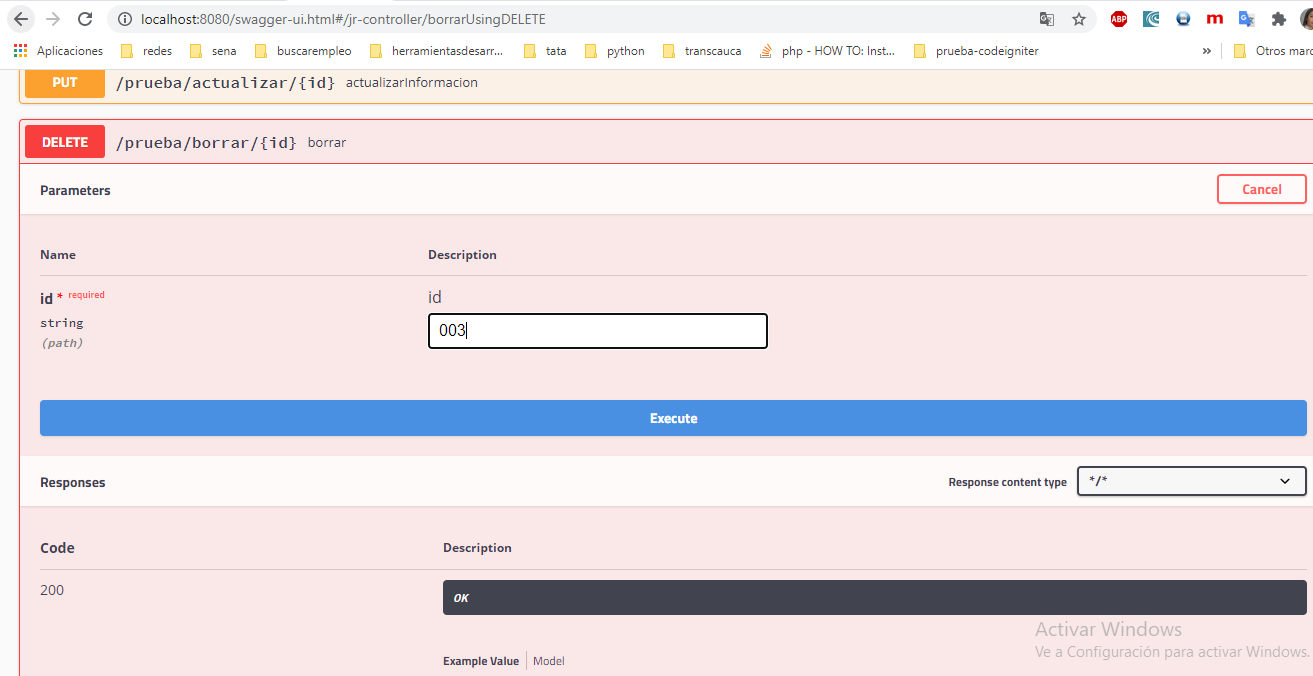 localhost:8080/swagger-ui.html#/jr-controller/borrarUsingDELETE ABP m
Aplicaciones redes sena buscarempleo herramientasdesarr... tata python transcauca php - HOW TO: Inst... prueba-codeigniter » Otros marc
PUT /prueba/actualizar/{id} actualizarInformacion
DELETE /prueba/borrar/{id} borrar
Parameters Cancel
Name Description
id * required id
string 003
(path)
Execute
Responses Response content type */*
Code Description
200 OK
Activar Windows
Ve a Configuración para activar Windows.
Example Value Model